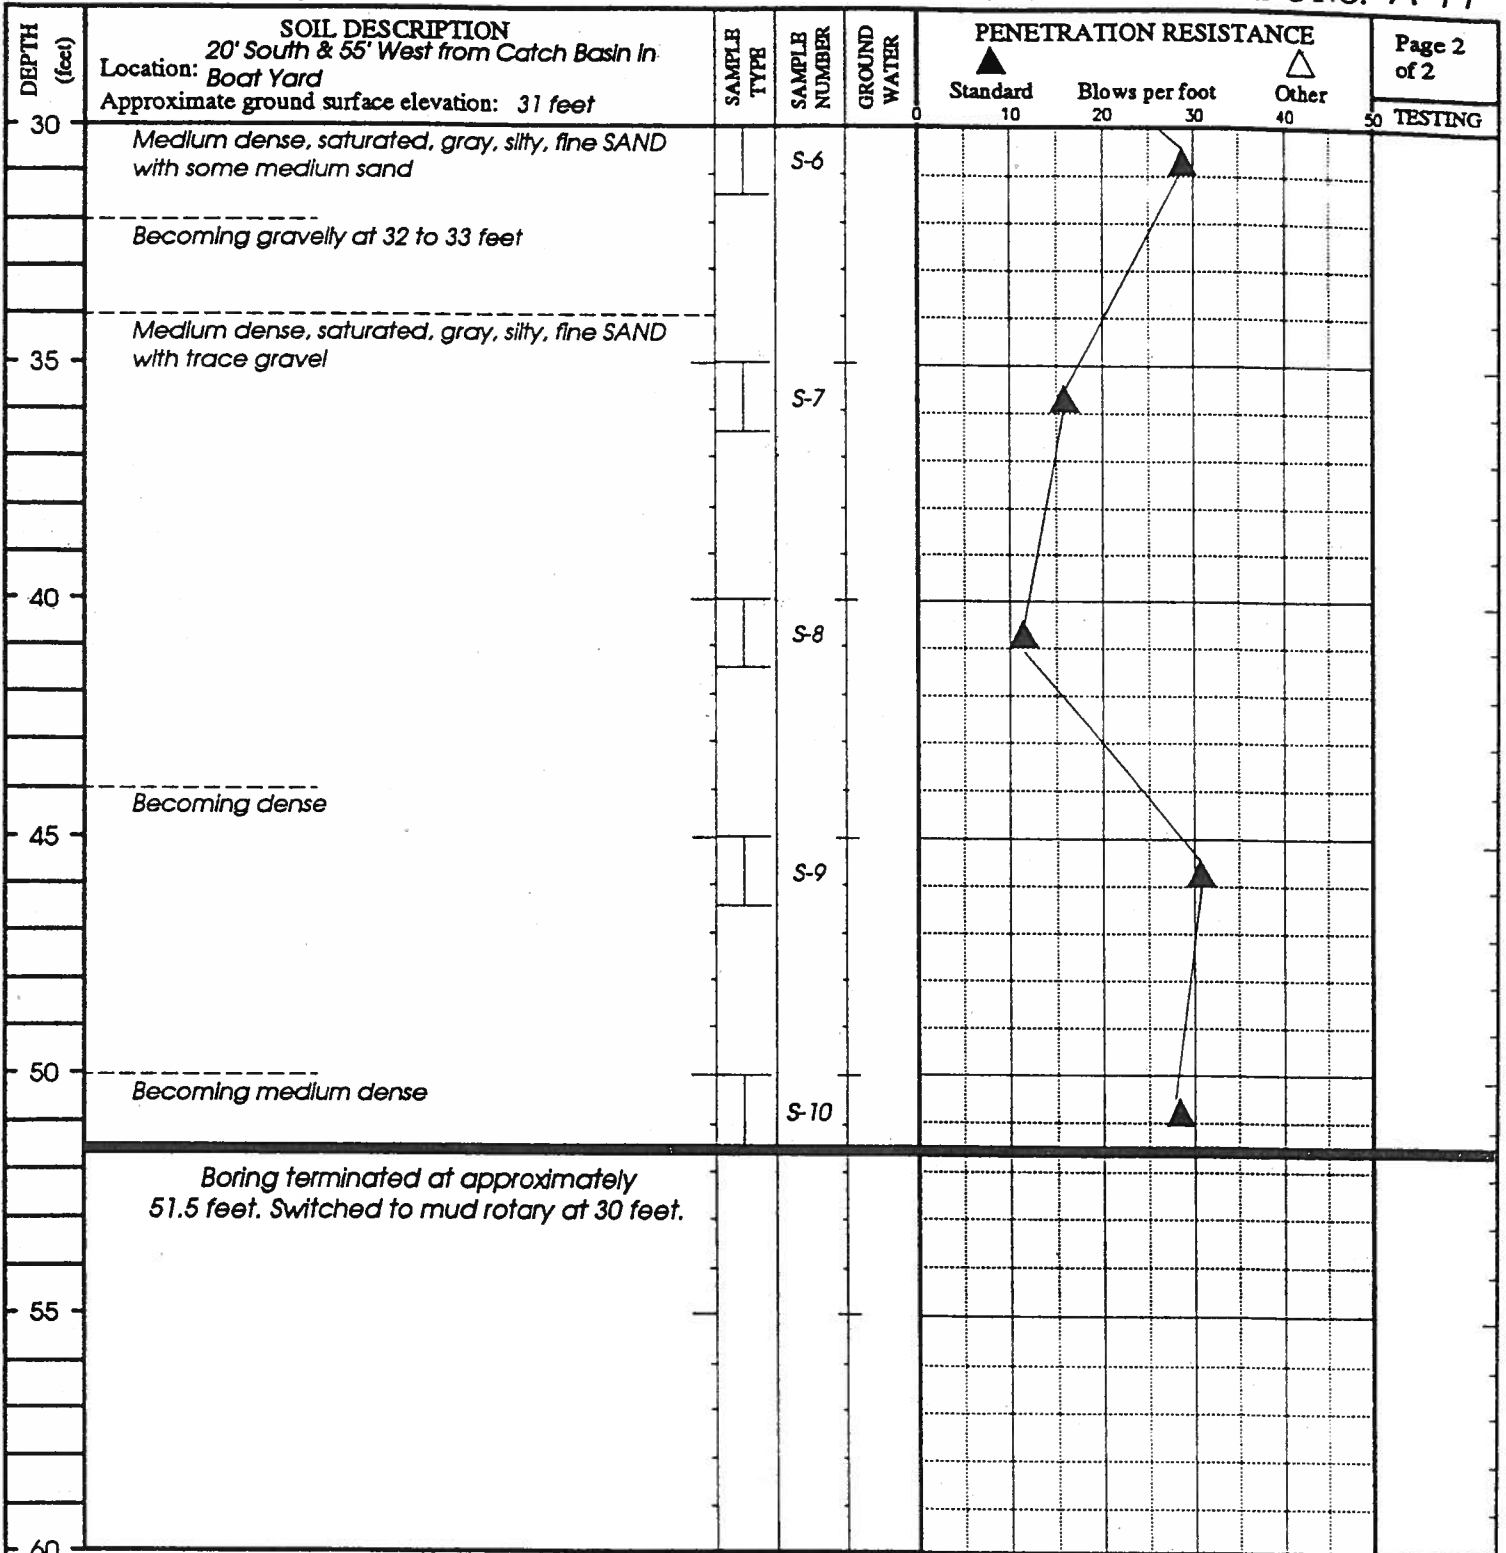 No. A-11
DEPTH (feet)
SOIL DESCRIPTION
Location: 20' South & 55' West from Catch Basin in
Boat Yard
Approximate ground surface elevation: 31 feet
SAMPLE TYPE
SAMPLE NUMBER
GROUND WATER
PENETRATION RESISTANCE
Standard Blows per foot Other
0 10 20 30 40 50
Page 2
of 2
TESTING
30
Medium dense, saturated, gray, silty, fine SAND
with some medium sand
S-6
Becoming gravelly at 32 to 33 feet
Medium dense, saturated, gray, silty, fine SAND
with trace gravel
35
S-7
40
S-8
Becoming dense
45
S-9
50
Becoming medium dense
S-10
Boring terminated at approximately
51.5 feet. Switched to mud rotary at 30 feet.
55
60